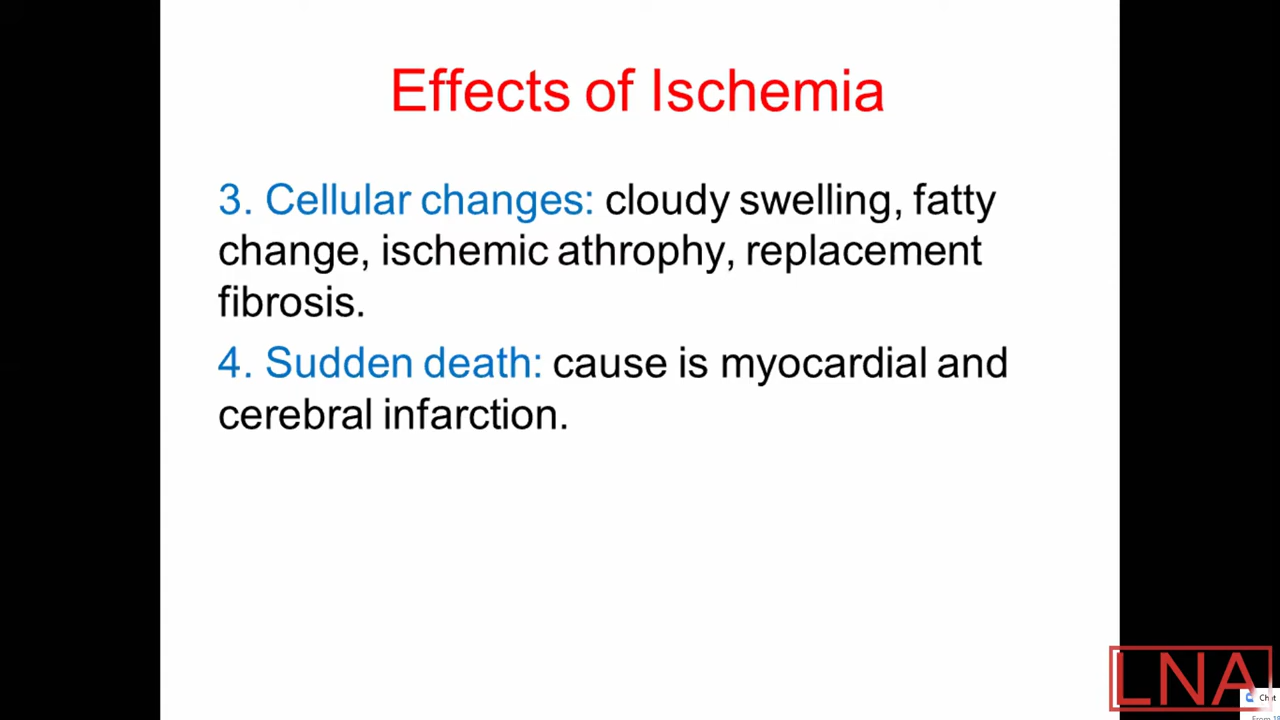 Effects of Ischemia
3. Cellular changes: cloudy swelling, fatty
change, ischemic athrophy, replacement
fibrosis.
4. Sudden death: cause is myocardial and
cerebral infarction.
LNA
Chat